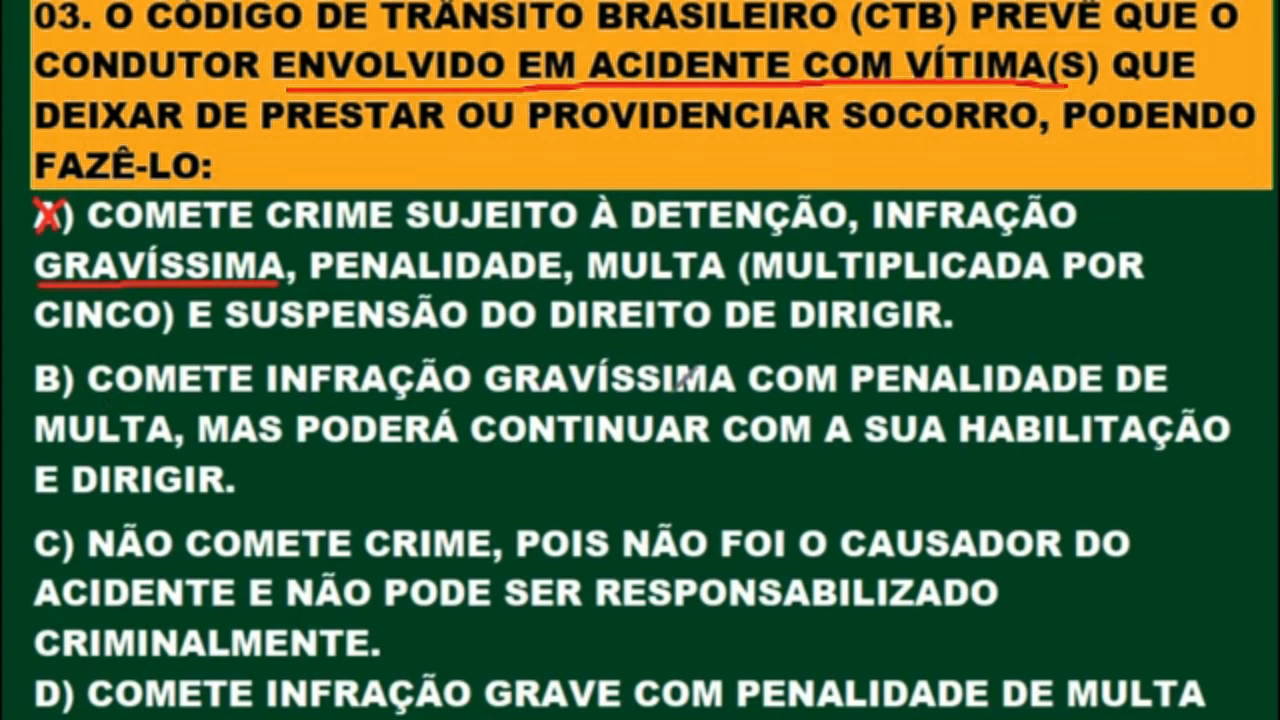 03. O CÓDIGO DE TRÂNSITO BRASILEIRO (CTB) PREVÊ QUE O
CONDUTOR ENVOLVIDO EM ACIDENTE COM VÍTIMA(S) QUE
DEIXAR DE PRESTAR OU PROVIDENCIAR SOCORRO, PODENDO
FAZÊ-LO:
A) COMETE CRIME SUJEITO À DETENÇÃO, INFRAÇÃO
GRAVÍSSIMA, PENALIDADE, MULTA (MULTIPLICADA POR
CINCO) E SUSPENSÃO DO DIREITO DE DIRIGIR.
B) COMETE INFRAÇÃO GRAVÍSSIMA COM PENALIDADE DE
MULTA, MAS PODERÁ CONTINUAR COM A SUA HABILITAÇÃO
E DIRIGIR.
C) NÃO COMETE CRIME, POIS NÃO FOI O CAUSADOR DO
ACIDENTE E NÃO PODE SER RESPONSABILIZADO
CRIMINALMENTE.
D) COMETE INFRAÇÃO GRAVE COM PENALIDADE DE MULTA